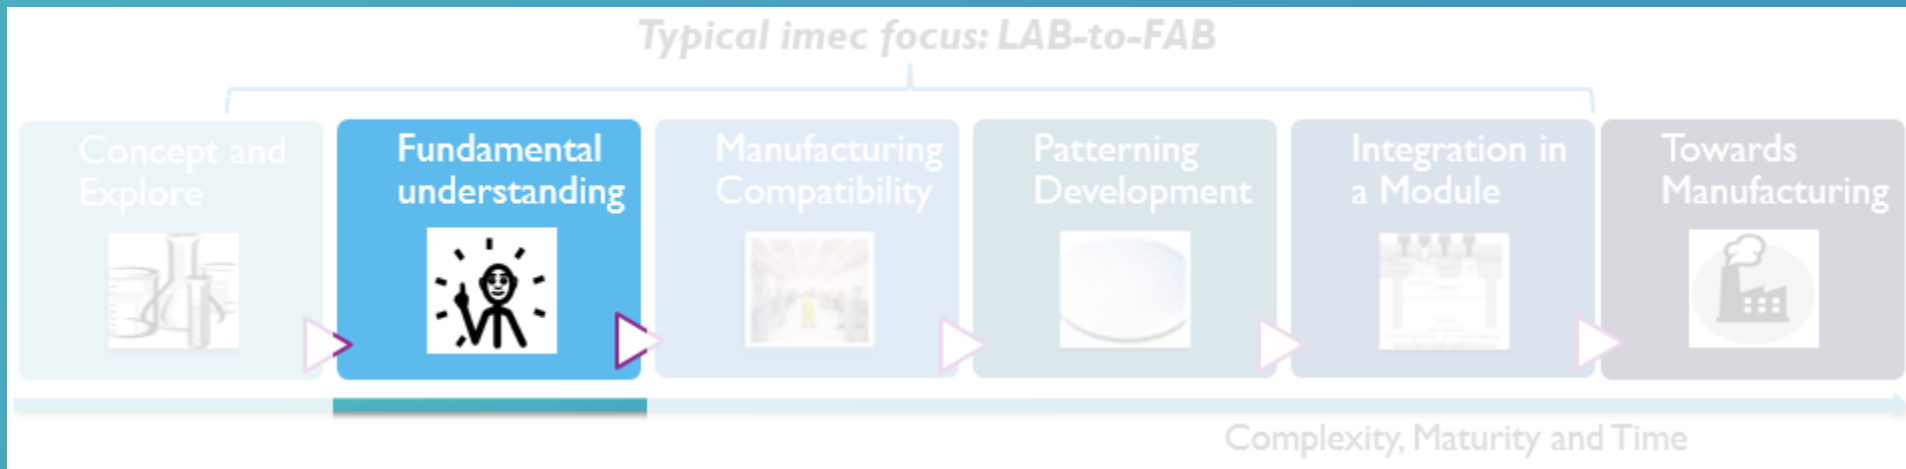 Typical imec focus: LAB-to-FAB
Concept and
Explore
Fundamental
understanding
Manufacturing
Compatibility
Patterning
Development
Integration in
a Module
Towards
Manufacturing
Complexity, Maturity and Time